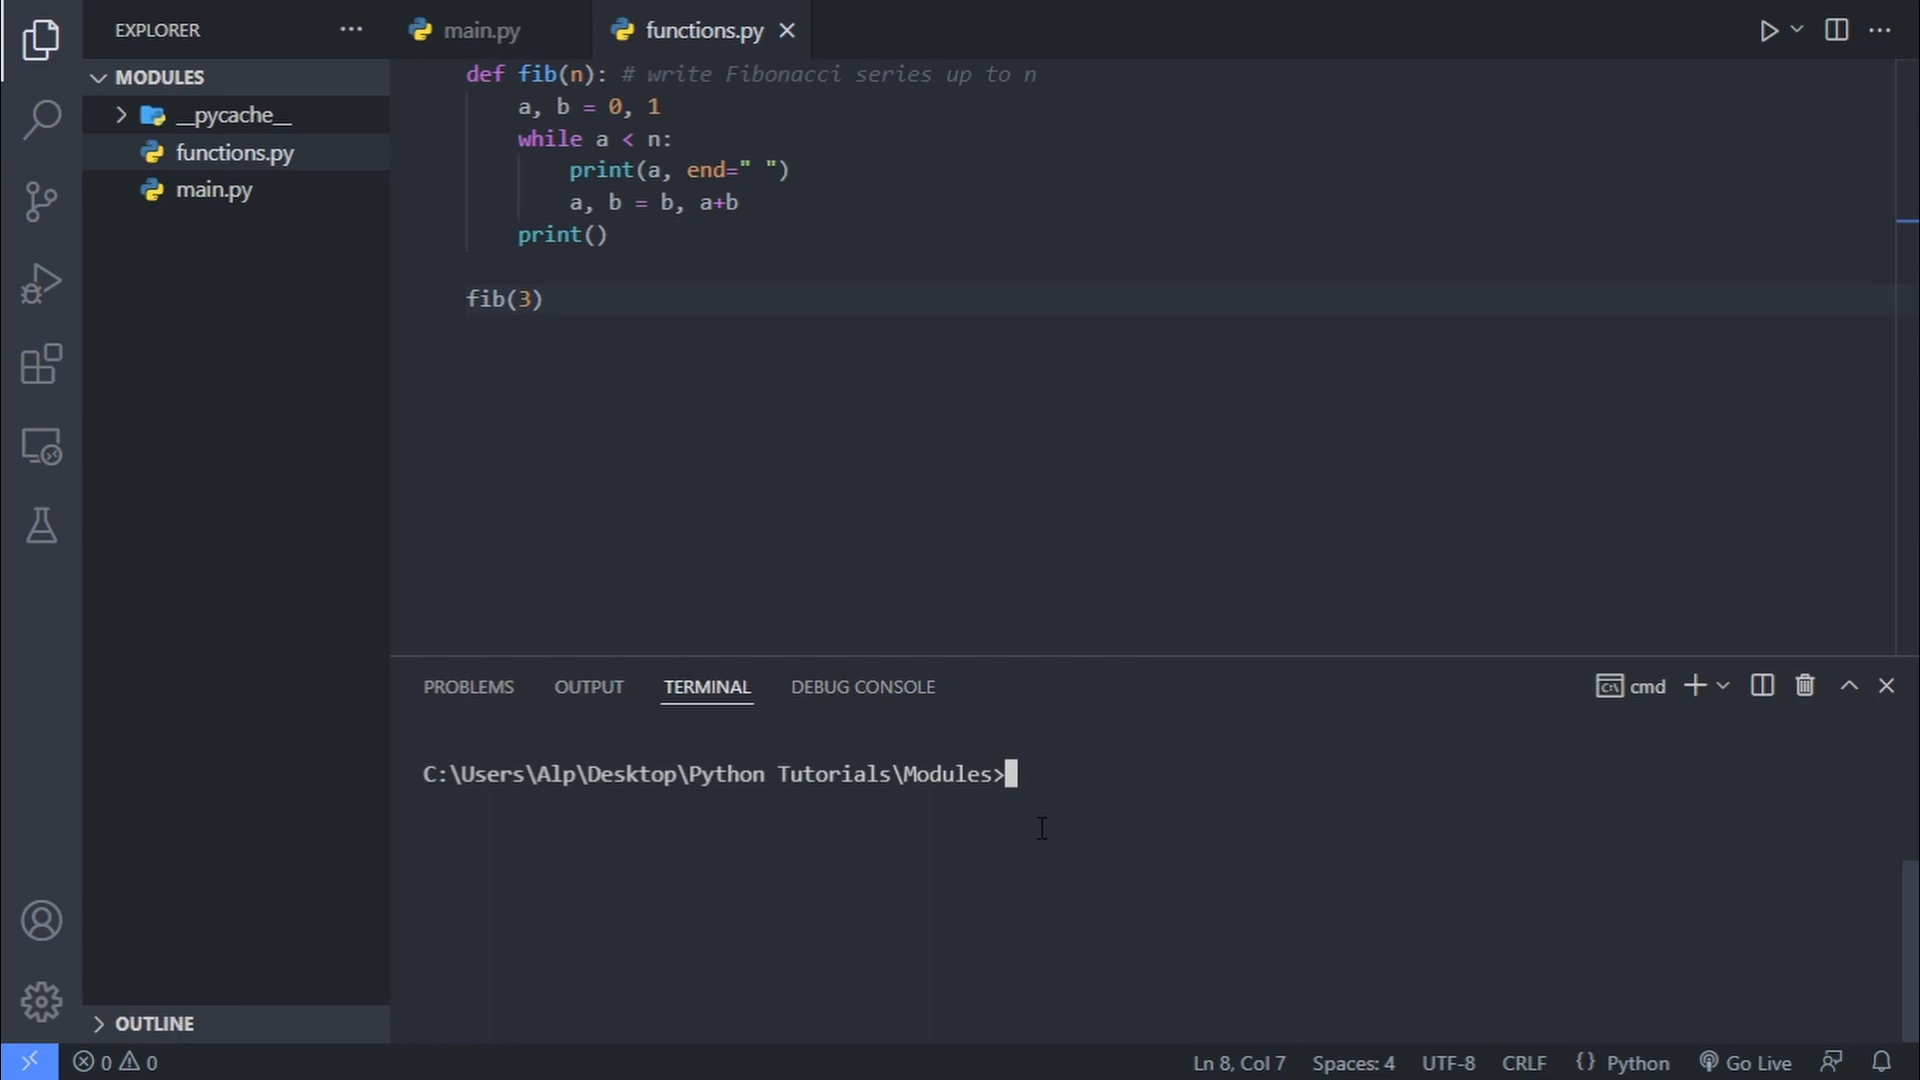 EXPLORER
MODULES
__pycache__
functions.py
main.py
OUTLINE
main.py
functions.py
def fib(n): # write Fibonacci series up to n
    a, b = 0, 1
    while a < n:
        print(a, end=" ")
        a, b = b, a+b
    print()
fib(3)
PROBLEMS OUTPUT TERMINAL DEBUG CONSOLE
cmd
C:\Users\Alp\Desktop\Python Tutorials\Modules>
0 0
Ln 8, Col 7 Spaces: 4 UTF-8 CRLF {} Python Go Live